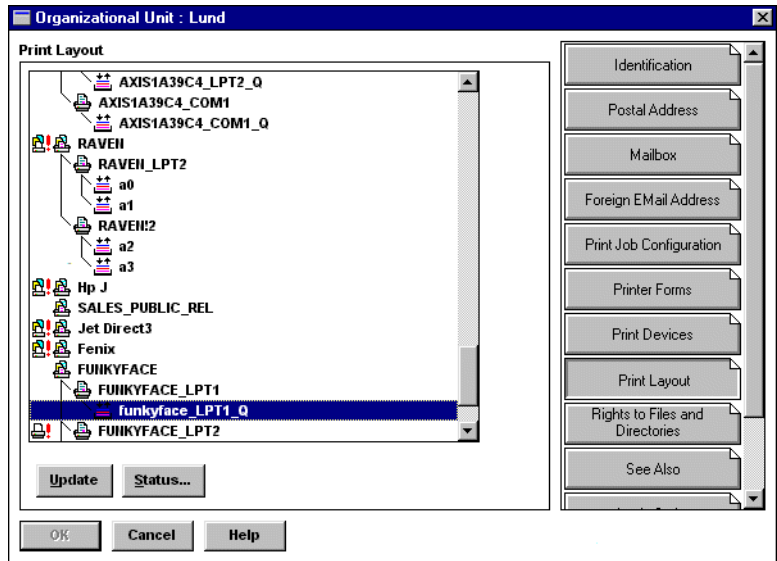 Organizational Unit : Lund
Print Layout
AXIS1A39C4_LPT2_Q
AXIS1A39C4_COM1
AXIS1A39C4_COM1_Q
RAVEN
RAVEN_LPT2
a0
a1
RAVEN!2
a2
a3
Hp J
SALES_PUBLIC_REL
Jet Direct3
Fenix
FUNKYFACE
FUNKYFACE_LPT1
funkyface_LPT1_Q
FUNKYFACE_LPT2
Update
Status...
OK
Cancel
Help
Identification
Postal Address
Mailbox
Foreign EMail Address
Print Job Configuration
Printer Forms
Print Devices
Print Layout
Rights to Files and
Directories
See Also